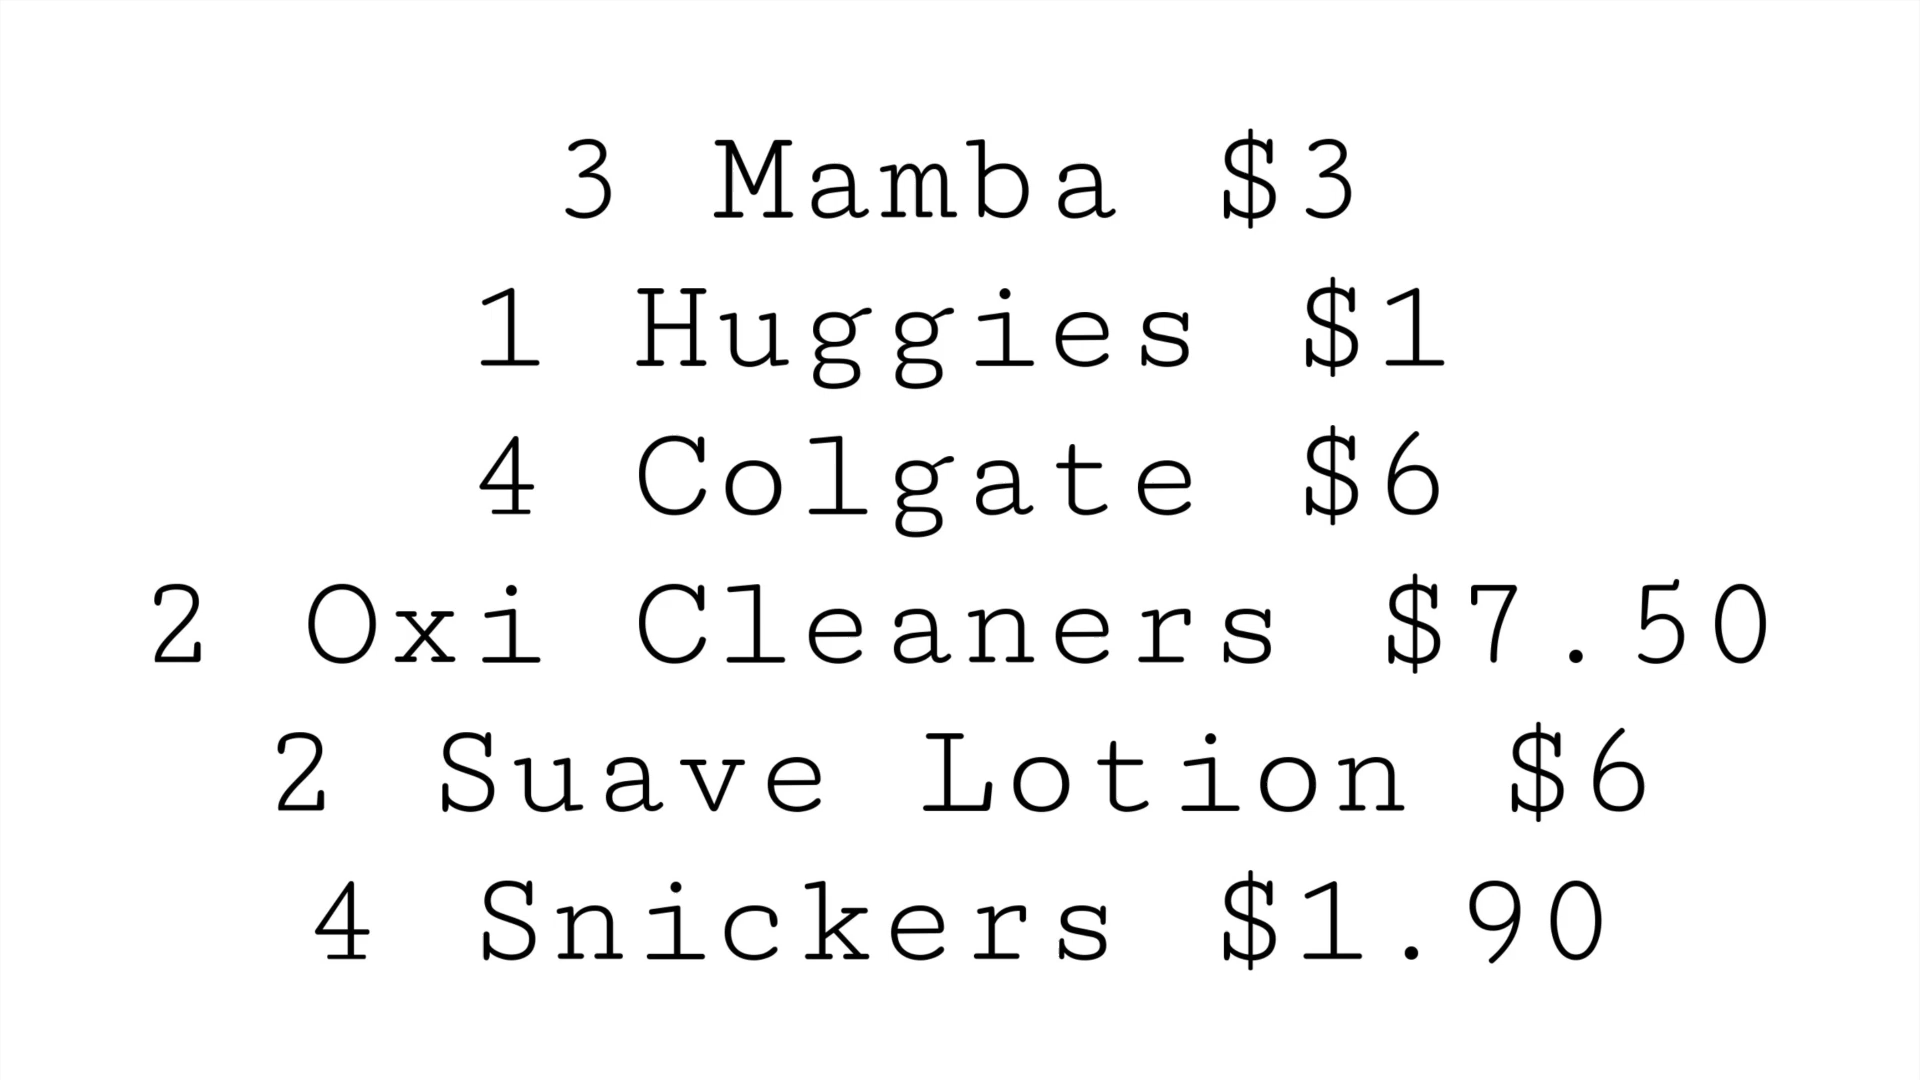 3 Mamba $3
1 Huggies $1
4 Colgate $6
2 Oxi Cleaners $7.50
2 Suave Lotion $6
4 Snickers $1.90